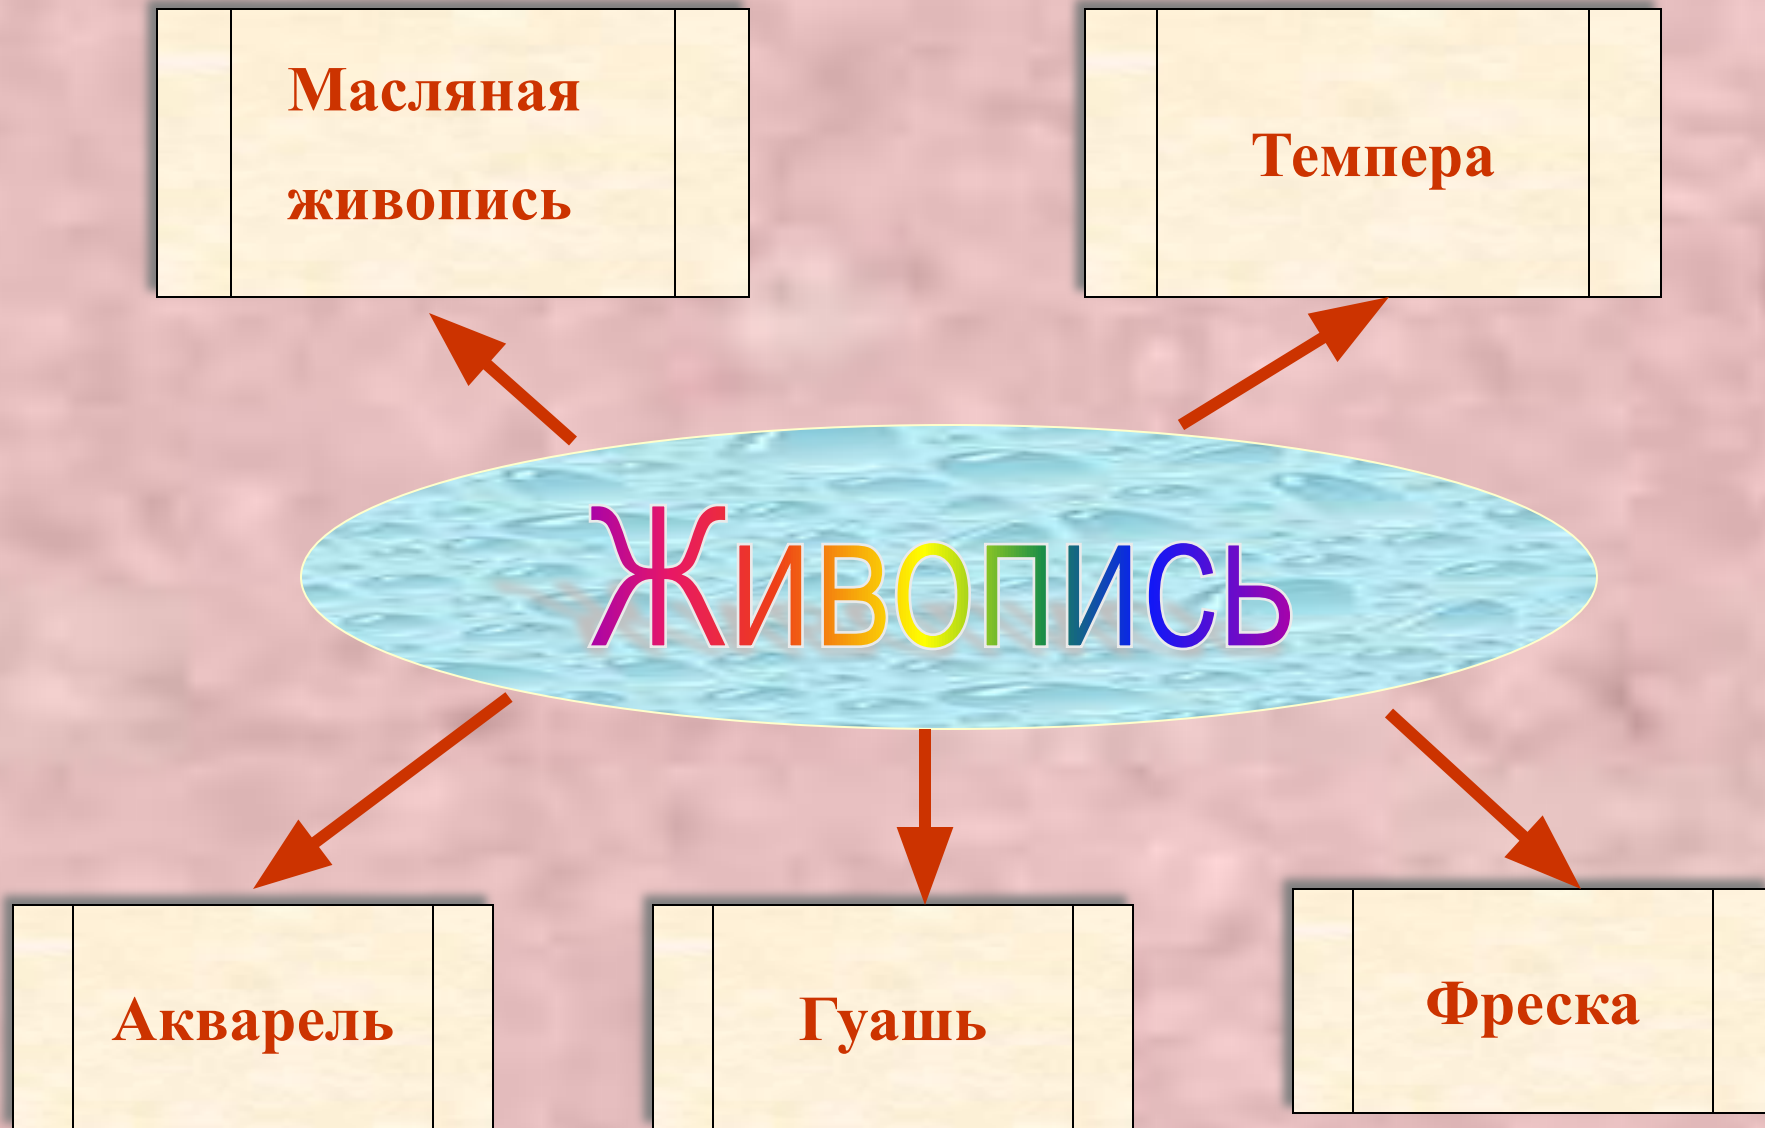 Масляная
живопись
Темпера
Живопись
Акварель
Гуашь
Фреска